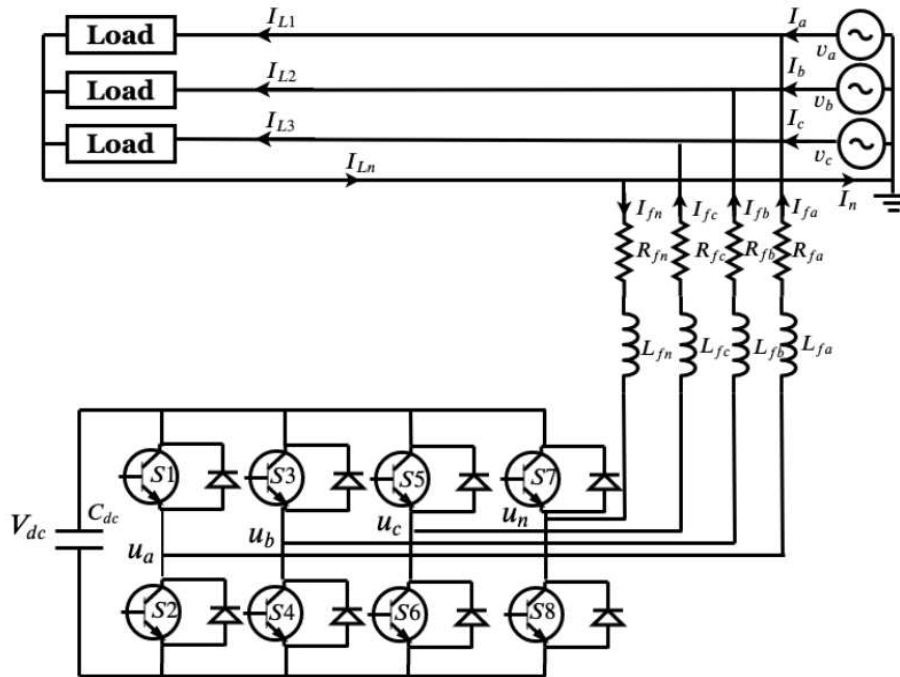 Load I_{L1} I_a v_a
Load I_{L2} I_b v_b
Load I_{L3} I_c v_c
I_{Ln} I_n
I_{fn} I_{fc} I_{fb} I_{fa}
R_{fn} R_{fc} R_{fb} R_{fa}
L_{fn} L_{fc} L_{fb} L_{fa}
S1 S3 S5 S7
V_{dc} C_{dc} u_a u_b u_c u_n
S2 S4 S6 S8